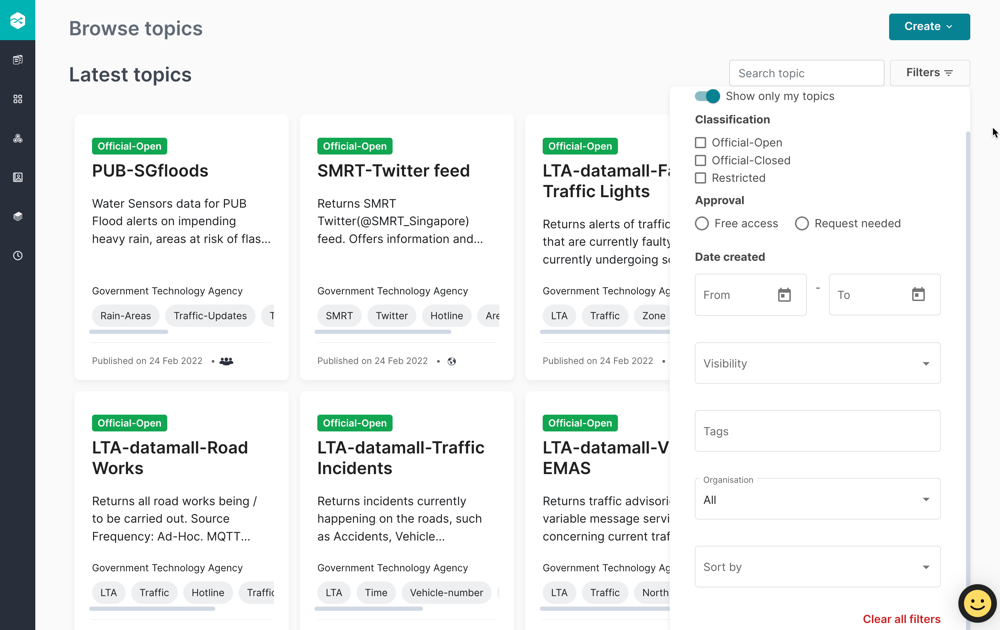 Browse topics
Create
Latest topics
Search topic
Filters
Official-Open
PUB-SGfloods
Water Sensors data for PUB
Flood alerts on impending
heavy rain, areas at risk of flas...
Government Technology Agency
Rain-Areas
Traffic-Updates
Published on 24 Feb 2022
Official-Open
SMRT-Twitter feed
Returns SMRT
Twitter(@SMRT_Singapore)
feed. Offers information and...
Government Technology Agency
SMRT
Twitter
Hotline
Are
Published on 24 Feb 2022
Official-Open
LTA-datamall-Fa
Traffic Lights
Returns alerts of traffic
that are currently faulty
currently undergoing
Government Technology Ag
LTA
Traffic
Zone
Published on 24 Feb 2022
Official-Open
LTA-datamall-Road
Works
Returns all road works being /
to be carried out. Source
Frequency: Ad-Hoc. MQTT...
Government Technology Agency
LTA
Traffic
Hotline
Traffic
Official-Open
LTA-datamall-Traffic
Incidents
Returns incidents currently
happening on the roads, such
as Accidents, Vehicle...
Government Technology Agency
LTA
Time
Vehicle-number
Official-Open
LTA-datamall-V
EMAS
Returns traffic advisori
variable message servi
concerning current traf
Government Technology Ag
LTA
Traffic
North
Show only my topics
Classification
Official-Open
Official-Closed
Restricted
Approval
Free access
Request needed
Date created
From
-
To
Visibility
Tags
Organisation
All
Sort by
Clear all filters